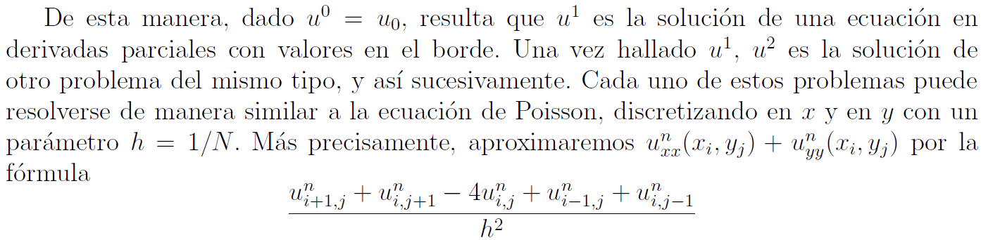 De esta manera, dado $u^0 = u_0$, resulta que $u^1$ es la solución de una ecuación en
derivadas parciales con valores en el borde. Una vez hallado $u^1$, $u^2$ es la solución de
otro problema del mismo tipo, y así sucesivamente. Cada uno de estos problemas puede
resolverse de manera similar a la ecuación de Poisson, discretizando en $x$ y en $y$ con un
parámetro $h = 1/N$. Más precisamente, aproximaremos $u^n_{xx}(x_i, y_j) + u^n_{yy}(x_i, y_j)$ por la
fórmula
$\frac{u^n_{i+1,j} + u^n_{i,j+1} - 4u^n_{i,j} + u^n_{i-1,j} + u^n_{i,j-1}}{h^2}$